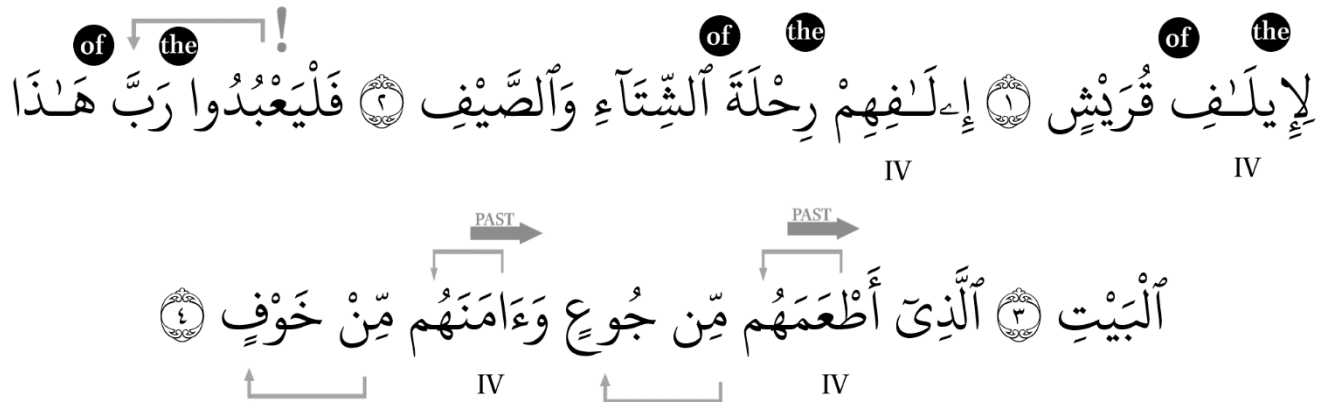 of the ! of the of the
لِإِيلَـٰفِ قُرَيْشٍ ١ إِۦلَـٰفِهِمْ رِحْلَةَ ٱلشِّتَآءِ وَٱلصَّيْفِ ٢ فَلْيَعْبُدُوا رَبَّ هَـٰذَا
IV IV
PAST PAST
ٱلْبَيْتِ ٣ ٱلَّذِىٓ أَطْعَمَهُم مِّن جُوعٍ وَءَامَنَهُم مِّنْ خَوْفٍ ٤
IV IV